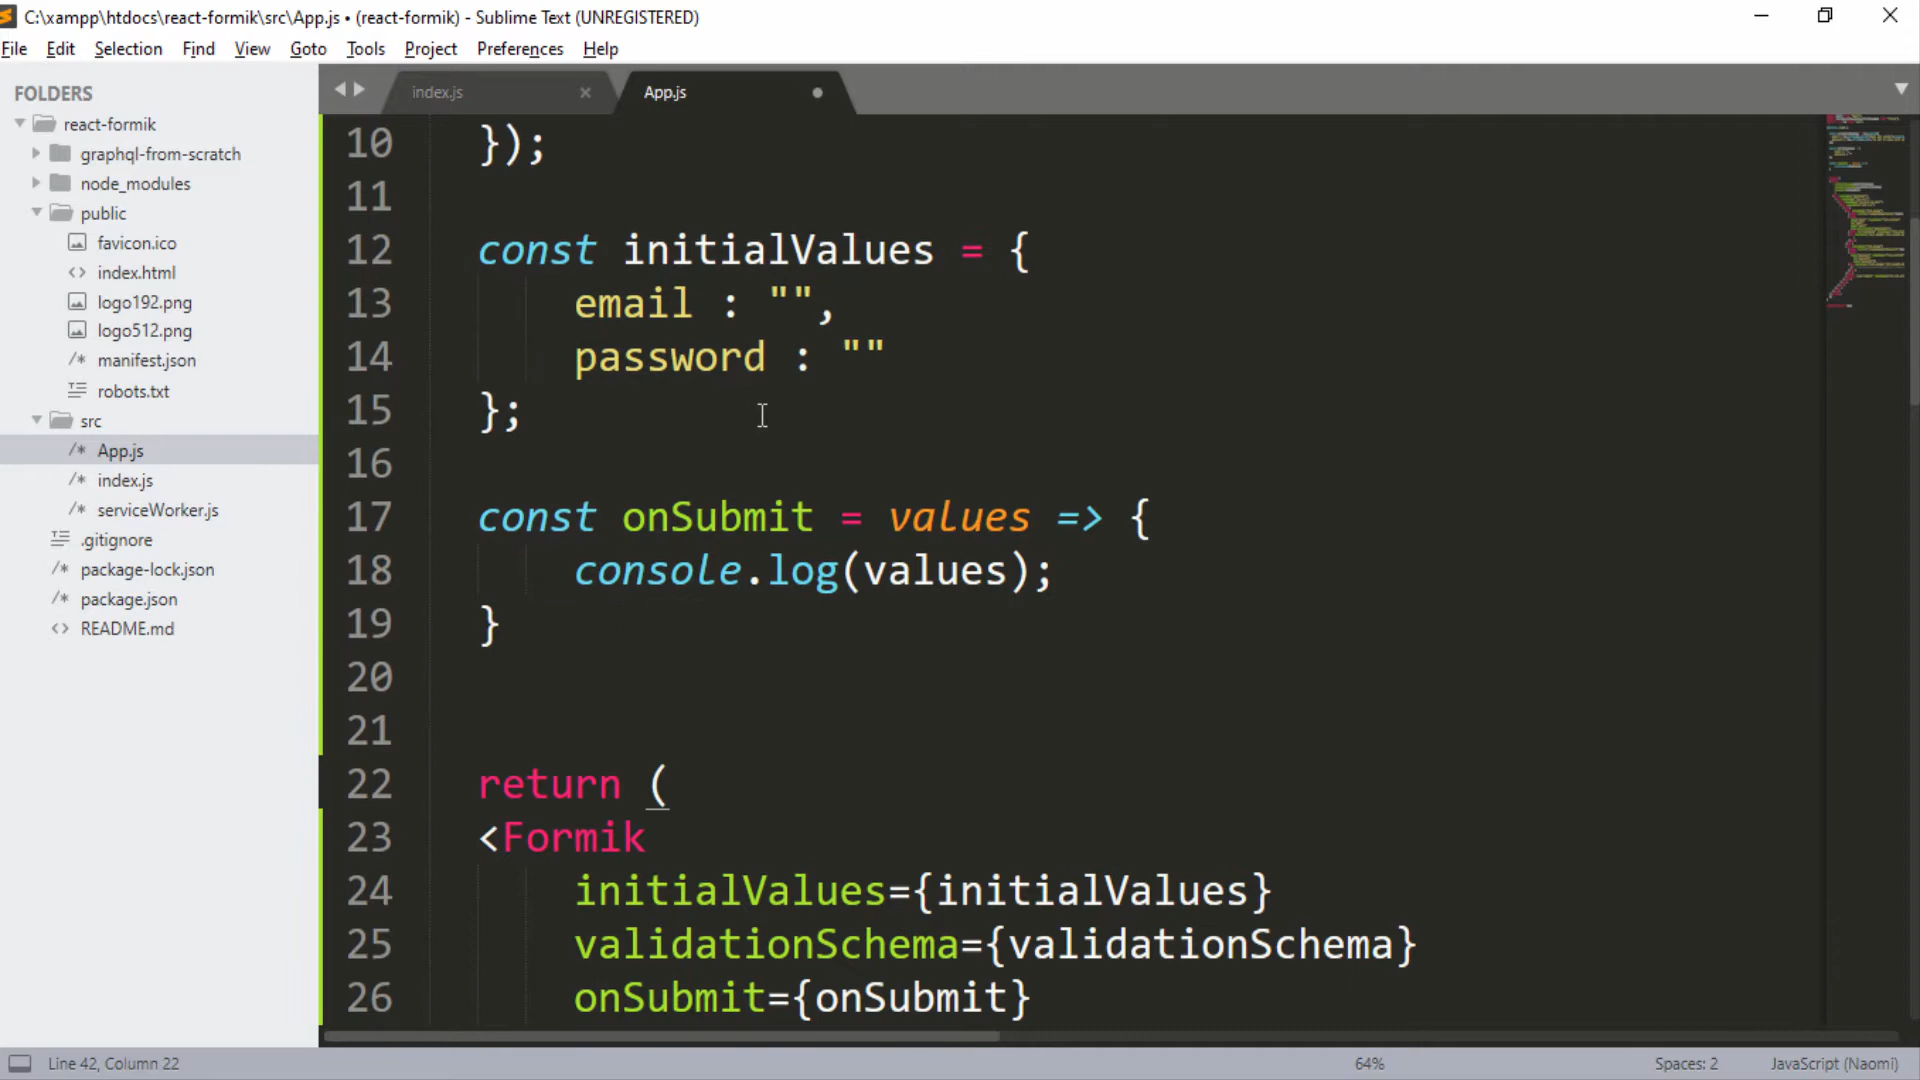 C:\xampp\htdocs\react-formik\src\App.js • (react-formik) - Sublime Text (UNREGISTERED)
File Edit Selection Find View Goto Tools Project Preferences Help
FOLDERS
react-formik
graphql-from-scratch
node_modules
public
favicon.ico
<> index.html
logo192.png
logo512.png
/* manifest.json
robots.txt
src
/* App.js
/* index.js
/* serviceWorker.js
.gitignore
/* package-lock.json
/* package.json
<> README.md
index.js
App.js
10 });
11
12 const initialValues = {
13 email : "",
14 password : ""
15 };
16
17 const onSubmit = values => {
18 console.log(values);
19 }
20
21
22 return (
23 <Formik
24 initialValues={initialValues}
25 validationSchema={validationSchema}
26 onSubmit={onSubmit}
Line 42, Column 22
64%
Spaces: 2
JavaScript (Naomi)